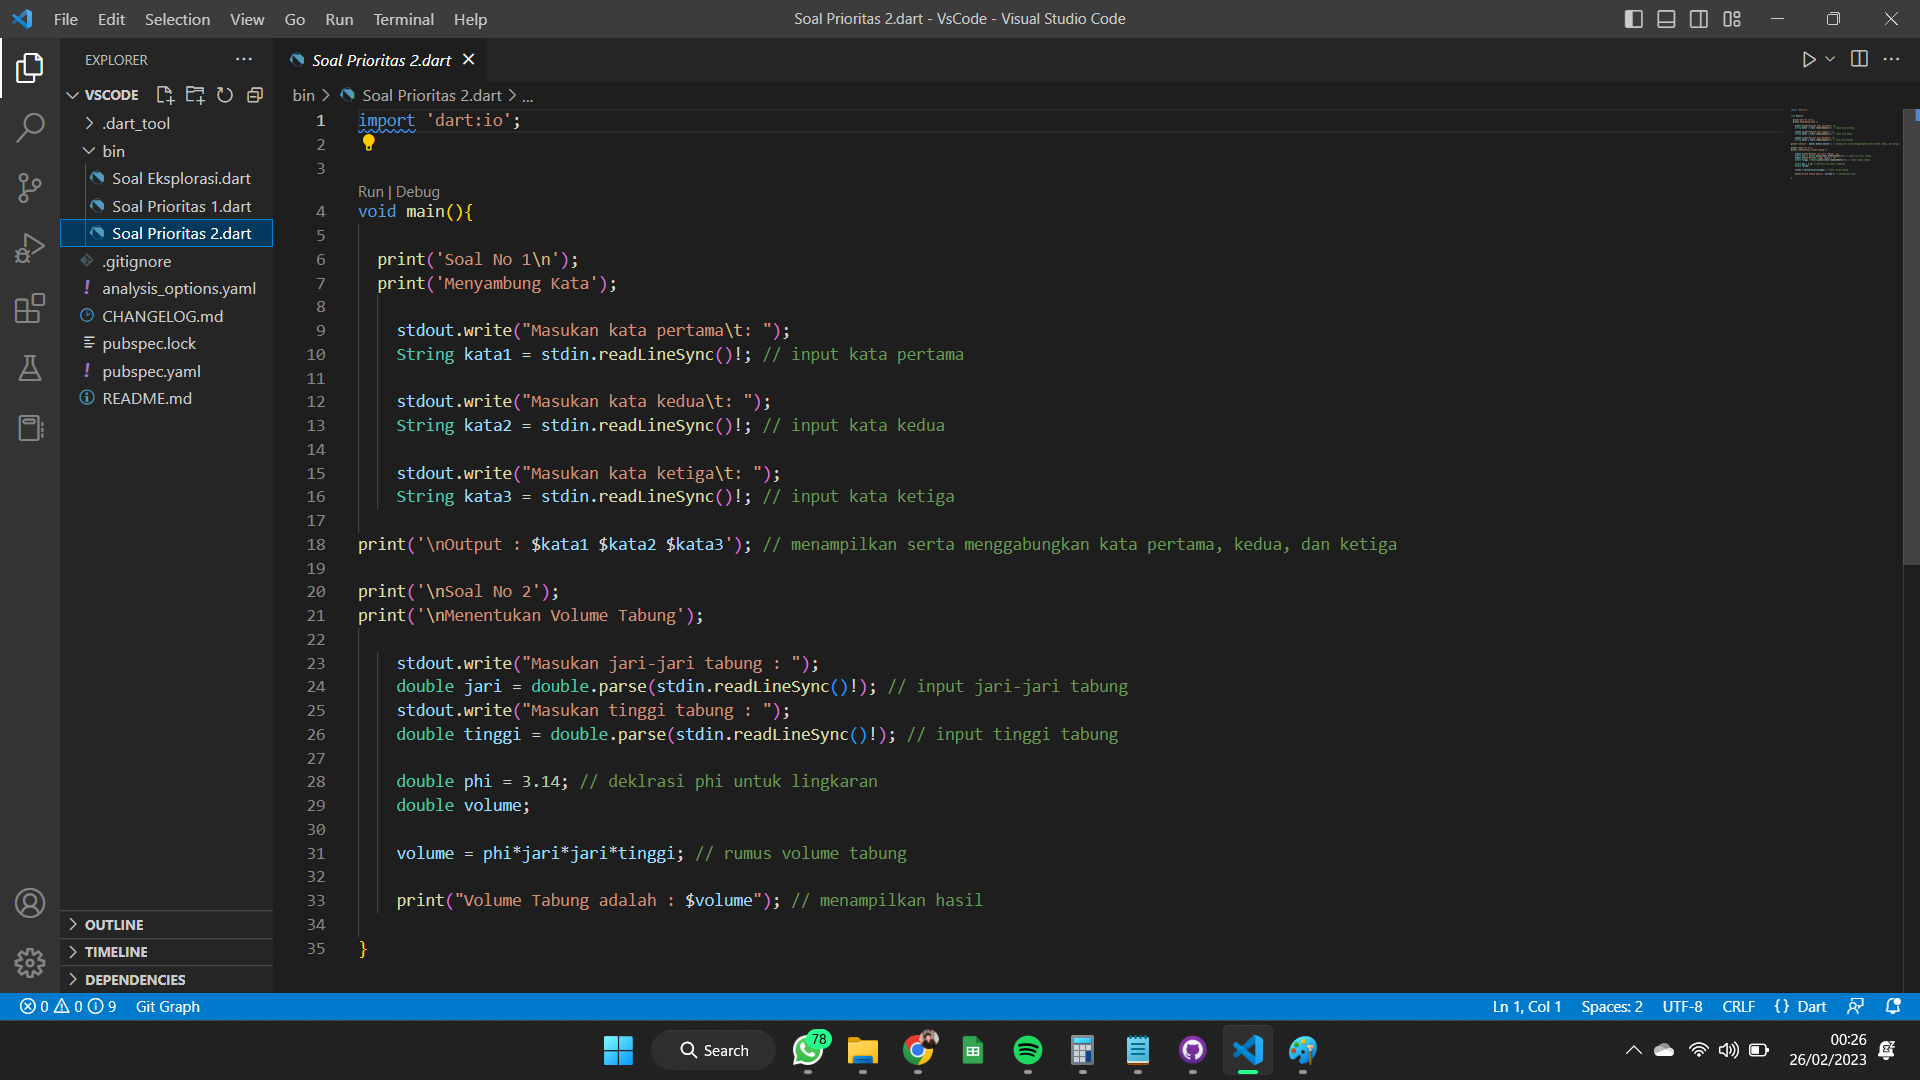 File Edit Selection View Go Run Terminal Help
Soal Prioritas 2.dart - VsCode - Visual Studio Code
EXPLORER
Soal Prioritas 2.dart
VSCODE
bin > Soal Prioritas 2.dart > ...
.dart_tool
bin
Soal Eksplorasi.dart
Soal Prioritas 1.dart
Soal Prioritas 2.dart
.gitignore
analysis_options.yaml
CHANGELOG.md
pubspec.lock
pubspec.yaml
README.md
OUTLINE
TIMELINE
DEPENDENCIES
1 import 'dart:io';
2
3
Run | Debug
4 void main(){
5
6 print('Soal No 1\n');
7 print('Menyambung Kata');
8
9 stdout.write("Masukan kata pertama\t: ");
10 String kata1 = stdin.readLineSync()!; // input kata pertama
11
12 stdout.write("Masukan kata kedua\t: ");
13 String kata2 = stdin.readLineSync()!; // input kata kedua
14
15 stdout.write("Masukan kata ketiga\t: ");
16 String kata3 = stdin.readLineSync()!; // input kata ketiga
17
18 print('\nOutput : $kata1 $kata2 $kata3'); // menampilkan serta menggabungkan kata pertama, kedua, dan ketiga
19
20 print('\nSoal No 2');
21 print('\nMenentukan Volume Tabung');
22
23 stdout.write("Masukan jari-jari tabung : ");
24 double jari = double.parse(stdin.readLineSync()!); // input jari-jari tabung
25 stdout.write("Masukan tinggi tabung : ");
26 double tinggi = double.parse(stdin.readLineSync()!); // input tinggi tabung
27
28 double phi = 3.14; // deklrasi phi untuk lingkaran
29 double volume;
30
31 volume = phi*jari*jari*tinggi; // rumus volume tabung
32
33 print("Volume Tabung adalah : $volume"); // menampilkan hasil
34
35 }
0 0 9 Git Graph
Ln 1, Col 1 Spaces: 2 UTF-8 CRLF {} Dart
Search
78
00:26
26/02/2023